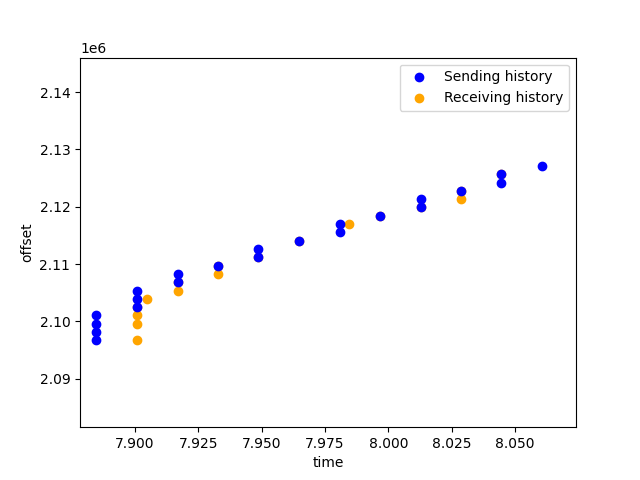 1e6
Sending history
Receiving history
2.14
2.13
2.12
2.11
2.10
2.09
offset
7.900 7.925 7.950 7.975 8.000 8.025 8.050
time